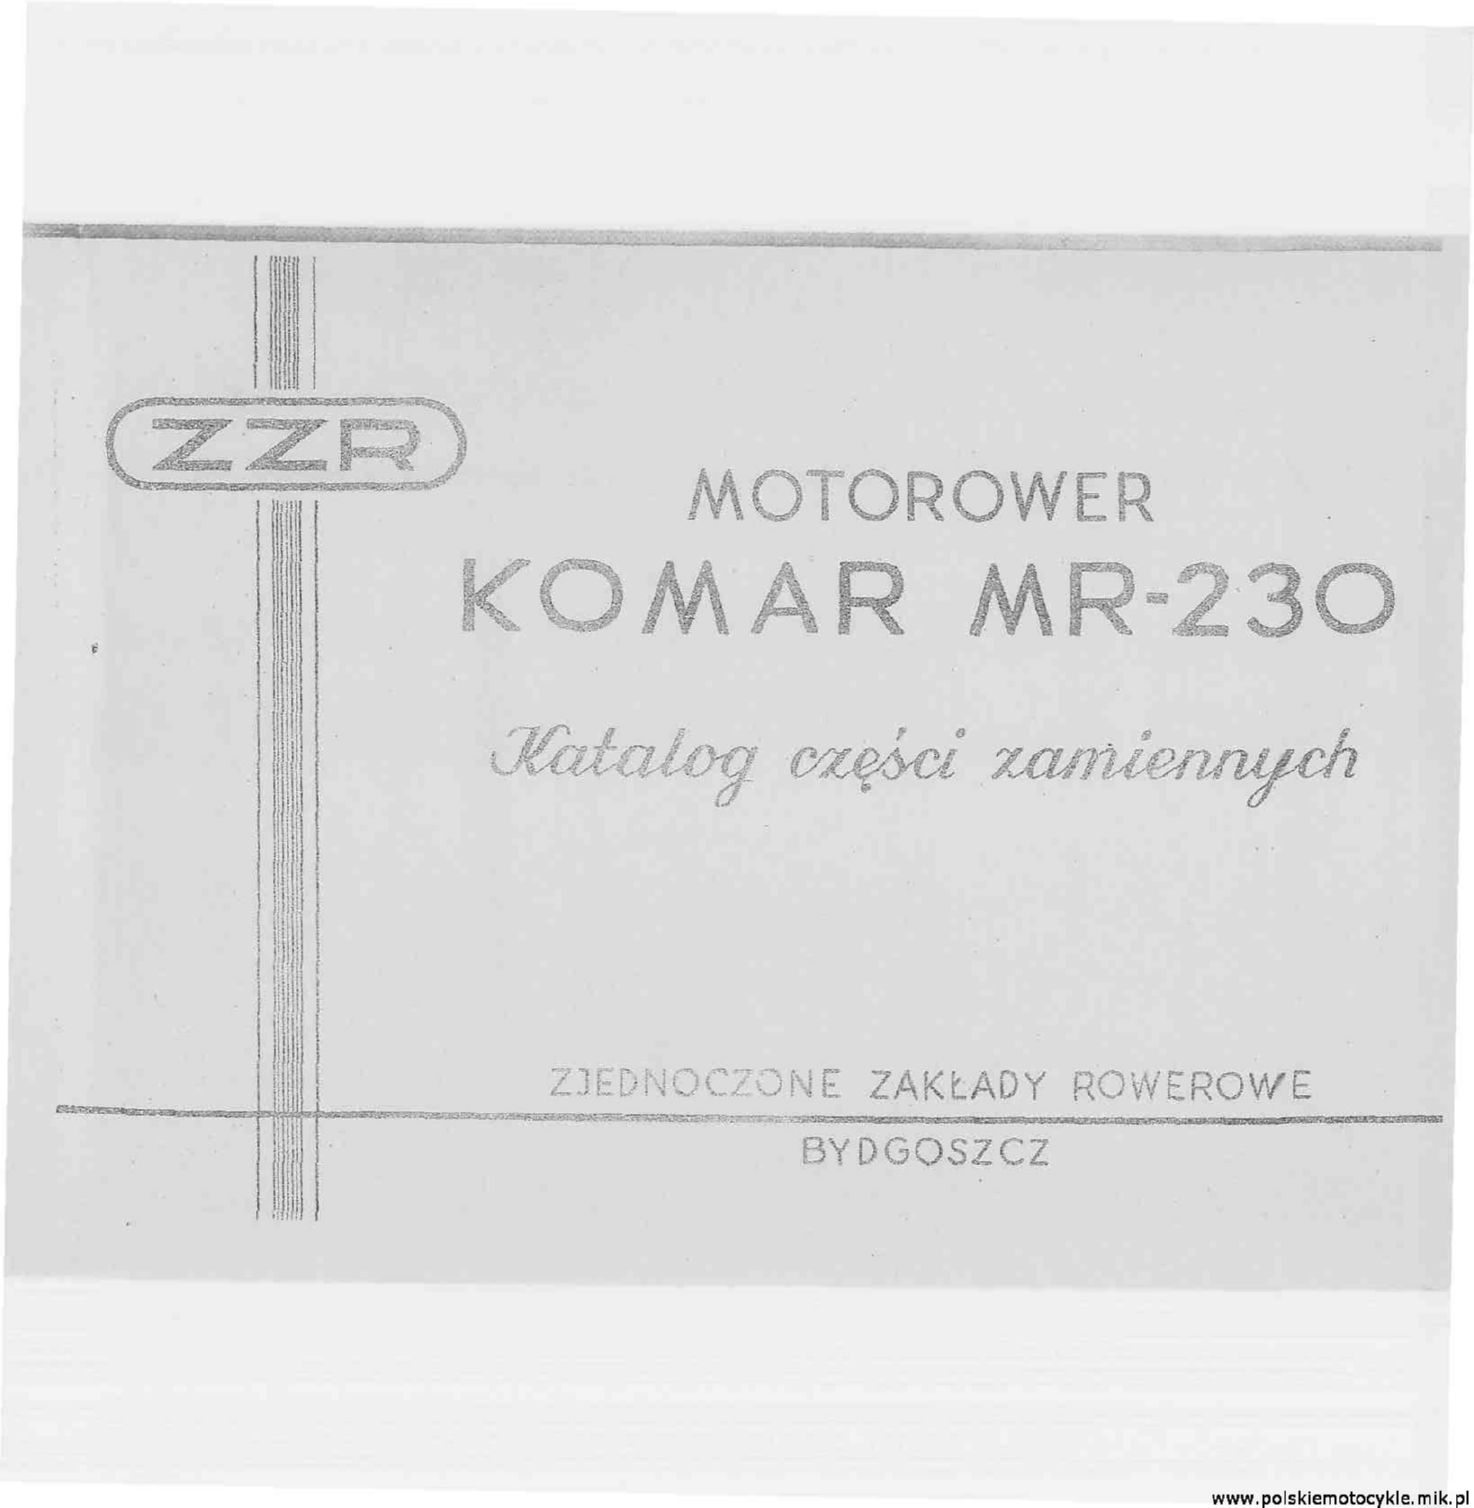 ZZR
MOTOROWER
KOMAR MR-230
Katalog części zamiennych
ZJEDNOCZONE ZAKŁADY ROWEROWE
BYDGOSZCZ
www.polskiemotocykle.mik.pl